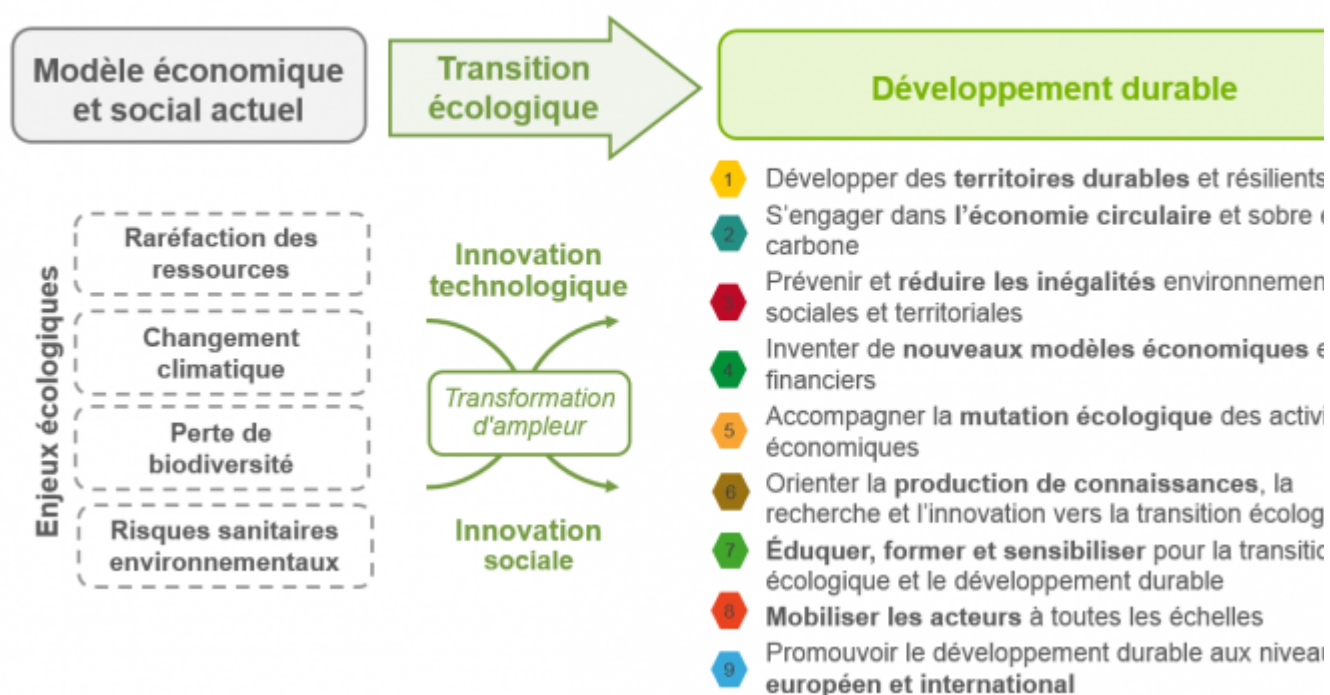 Modèle économique
et social actuel
Transition
écologique
Développement durable
Enjeux écologiques
Raréfaction des
ressources
Changement
climatique
Perte de
biodiversité
Risques sanitaires
environnementaux
Innovation
technologique
Transformation
d'ampleur
Innovation
sociale
1 Développer des territoires durables et résilients
2 S’engager dans l’économie circulaire et sobre
carbone
3 Prévenir et réduire les inégalités
sociales et territoriales
4 Inventer de nouveaux modèles économiques
financiers
5 Accompagner la mutation écologique des
économiques
6 Orienter la production de connaissances, la
recherche et l’innovation vers la transition
7 Éduquer, former et sensibiliser pour la
écologique et le développement durable
8 Mobiliser les acteurs à toutes les échelles
9 Promouvoir le développement durable aux
européen et international